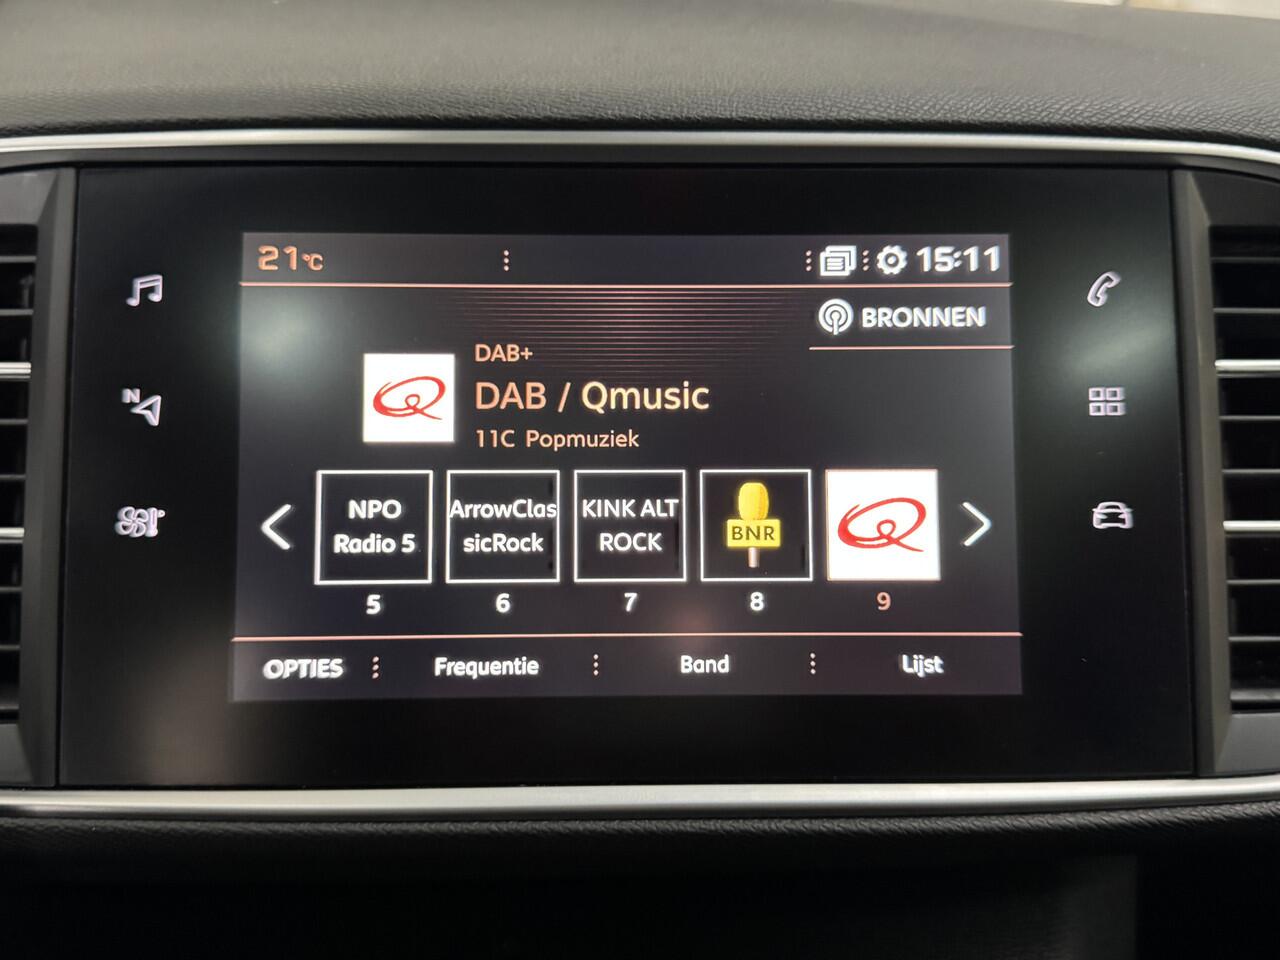 21°C
15:11
BRONNEN
DAB+
DAB / Qmusic
11C Popmuziek
NPO
Radio 5
ArrowClas
sicRock
KINK ALT
ROCK
BNR
Q
5
6
7
8
9
N
OPTIES
Frequentie
Band
Lijst